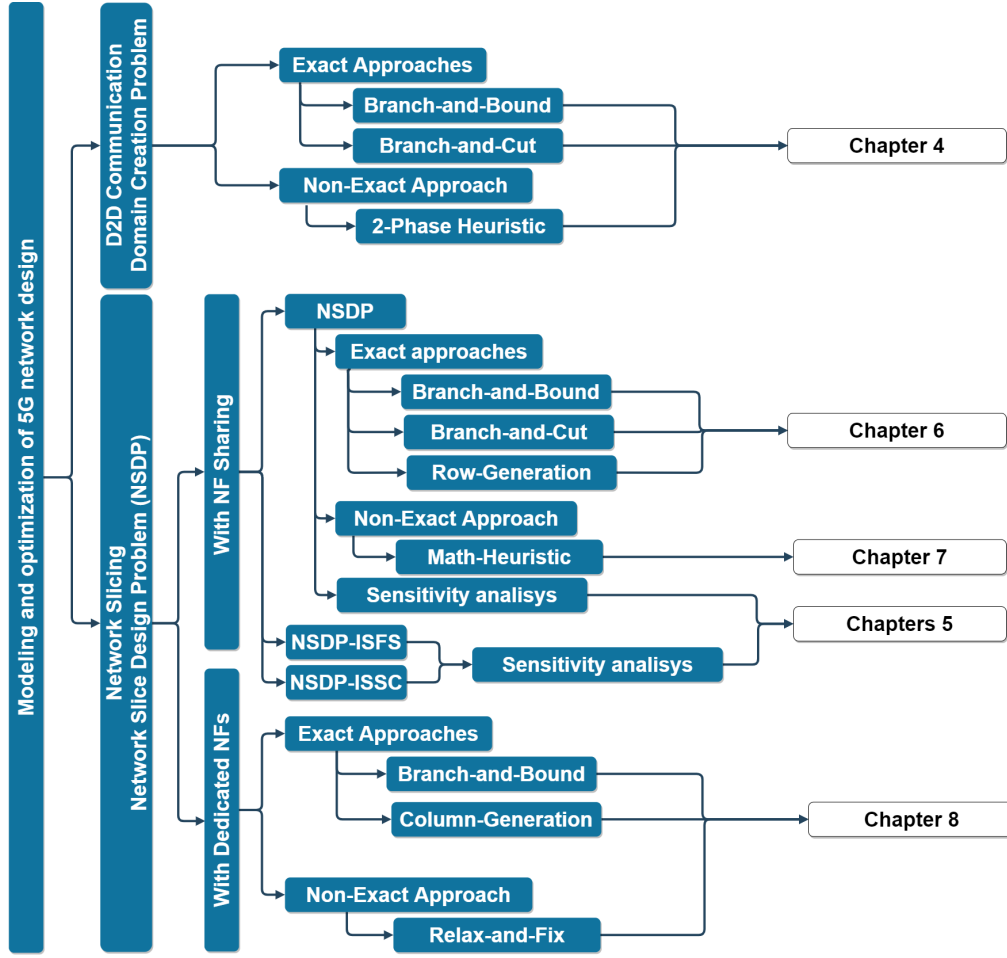 Modeling and optimization of 5G network design
D2D Communication
Domain Creation Problem
Exact Approaches
Branch-and-Bound
Branch-and-Cut
Non-Exact Approach
2-Phase Heuristic
Chapter 4
Network Slicing
Network Slice Design Problem (NSDP)
With NF Sharing
NSDP
Exact approaches
Branch-and-Bound
Branch-and-Cut
Row-Generation
Chapter 6
Non-Exact Approach
Math-Heuristic
Chapter 7
Sensitivity analisys
Chapters 5
NSDP-ISFS
NSDP-ISSC
Sensitivity analisys
With Dedicated NFs
Exact Approaches
Branch-and-Bound
Column-Generation
Chapter 8
Non-Exact Approach
Relax-and-Fix